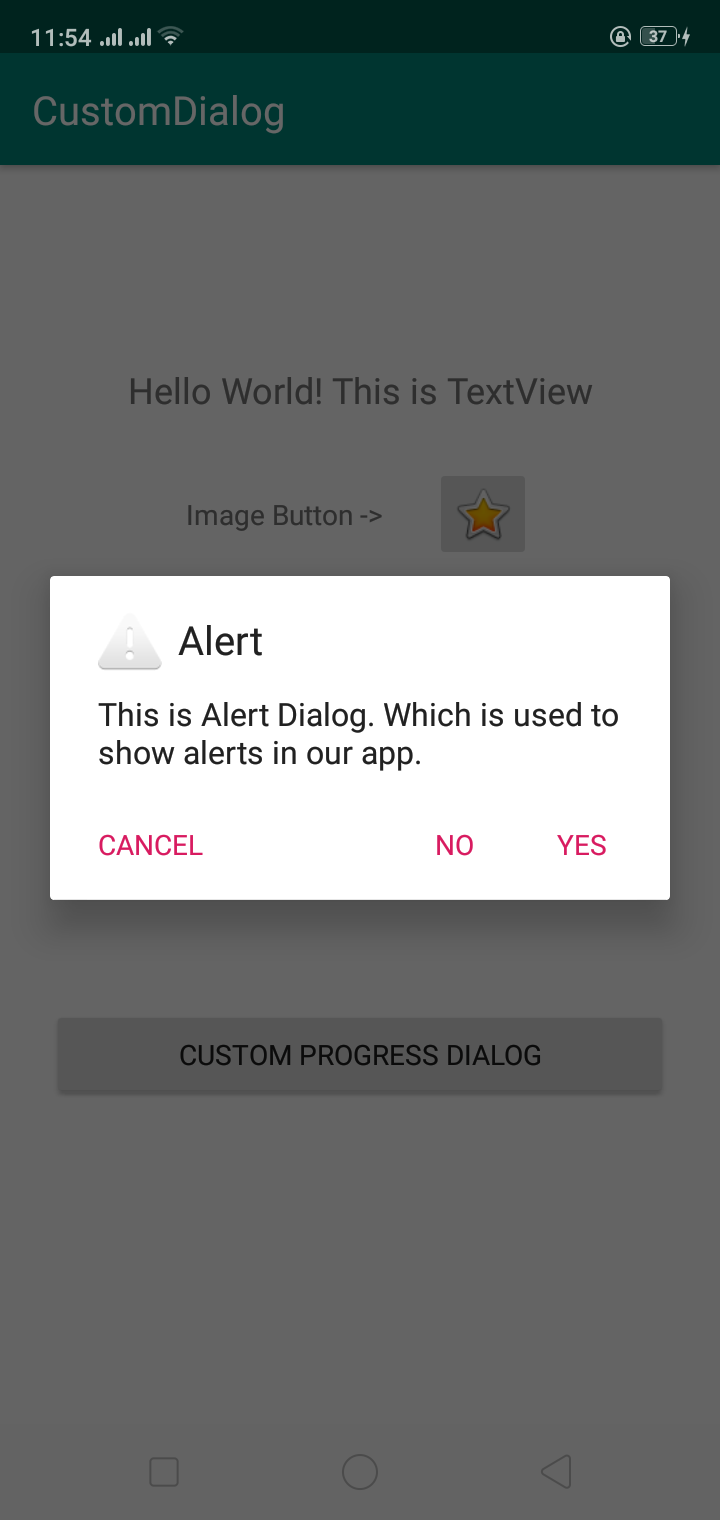 11:54
37
CustomDialog
Hello World! This is TextView
Image Button ->
Alert
This is Alert Dialog. Which is used to
show alerts in our app.
CANCEL NO YES
CUSTOM PROGRESS DIALOG